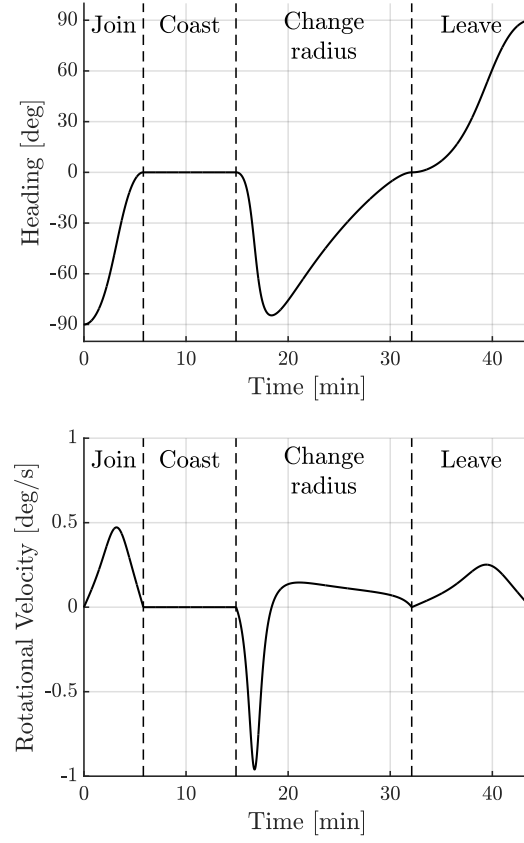 90
60
30
0
-30
-60
-90
Heading [deg]
Join
Coast
Change
radius
Leave
0
10
20
30
40
Time [min]
1
0.5
0
-0.5
-1
Rotational Velocity [deg/s]
Join
Coast
Change
radius
Leave
0
10
20
30
40
Time [min]